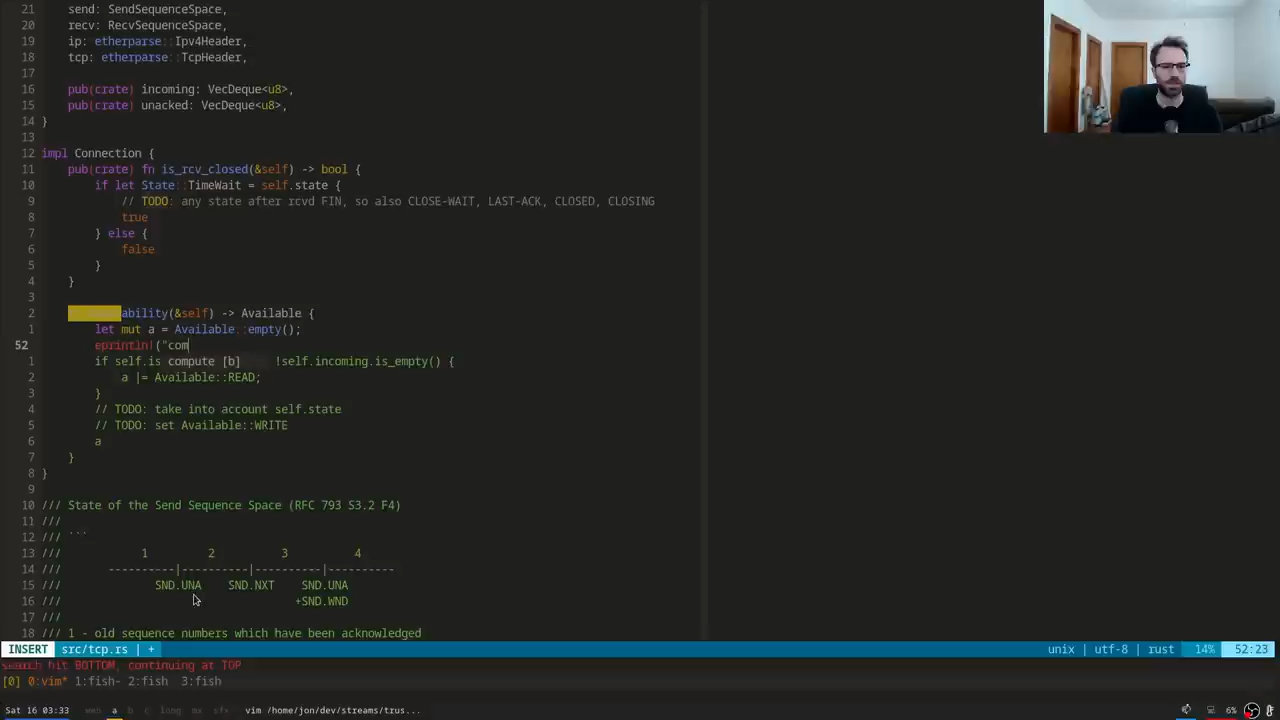 21 send: SendSequenceSpace,
20 recv: RecvSequenceSpace,
19 ip: etherparse::Ipv4Header,
18 tcp: etherparse::TcpHeader,
17
16 pub(crate) incoming: VecDeque<u8>,
15 pub(crate) unacked: VecDeque<u8>,
14 }
13
12 impl Connection {
11 pub(crate) fn is_rcv_closed(&self) -> bool {
10 if let State::TimeWait = self.state {
9 // TODO: any state after rcvd FIN, so also CLOSE-WAIT, LAST-ACK, CLOSED, CLOSING
8 true
7 } else {
6 false
5 }
4 }
3
2 ability(&self) -> Available {
1 let mut a = Available::empty();
52 eprintln!("com
1 if self.is compute [b] !self.incoming.is_empty() {
2 a |= Available::READ;
3 }
4 // TODO: take into account self.state
5 // TODO: set Available::WRITE
6 a
7 }
8 }
9
10 /// State of the Send Sequence Space (RFC 793 S3.2 F4)
11 ///
12 /// ```
13 /// 1 2 3 4
14 /// ----------|----------|----------|----------
15 /// SND.UNA SND.NXT SND.UNA
16 /// +SND.WND
17 ///
18 /// 1 - old sequence numbers which have been acknowledged
INSERT src/tcp.rs | + unix | utf-8 | rust 14% 52:23
search hit BOTTOM, continuing at TOP
[0] 0:vim* 1:fish- 2:fish 3:fish
Sat 16 03:33 a b c long sfx vim /home/jon/dev/streams/trus... 6%